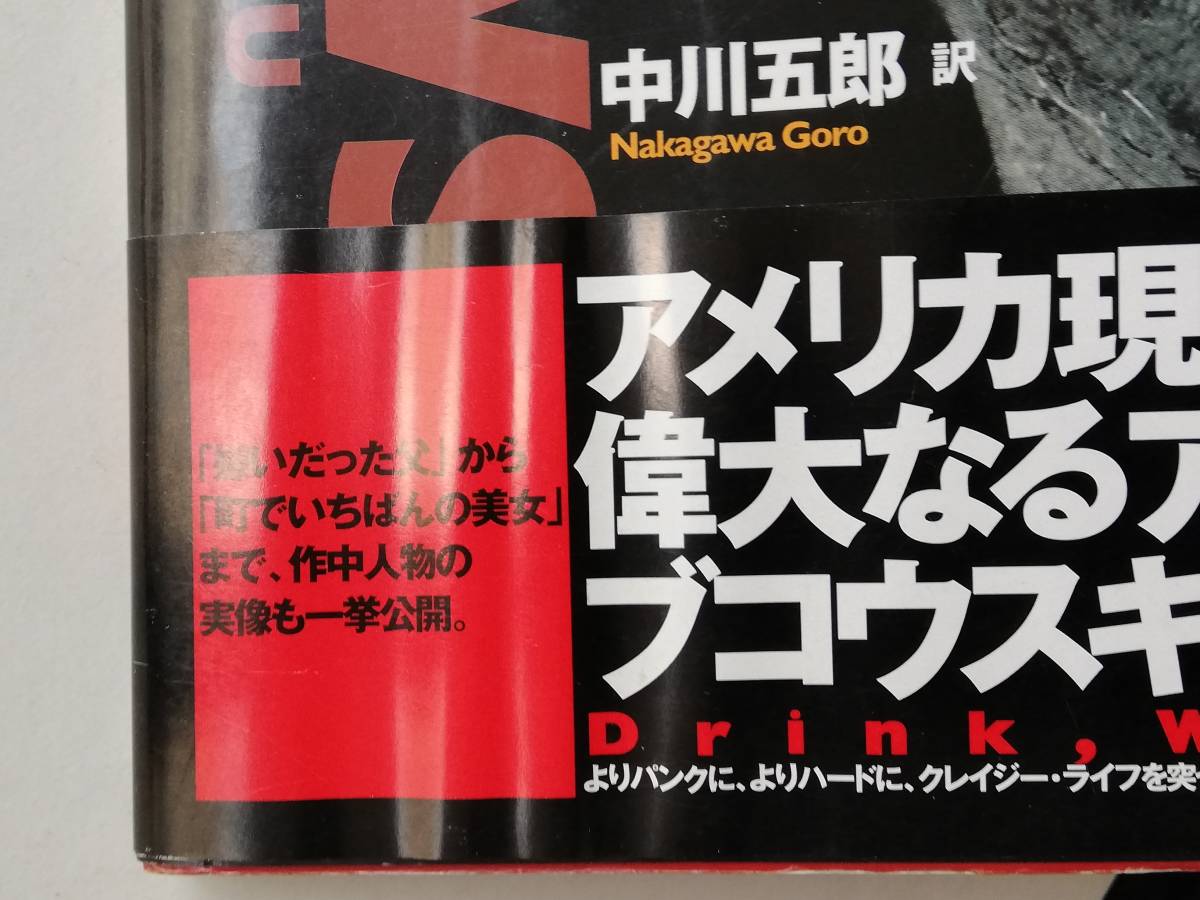 中川五郎 訳
Nakagawa Goro
アメリカ現
偉大なるア
ブコウスキ
Drink, W
よりパンクに、よりハードに、クレイジー・ライフを突
いだった父」から
「町でいちばんの美女」
まで、作中人物の
実像も一挙公開。